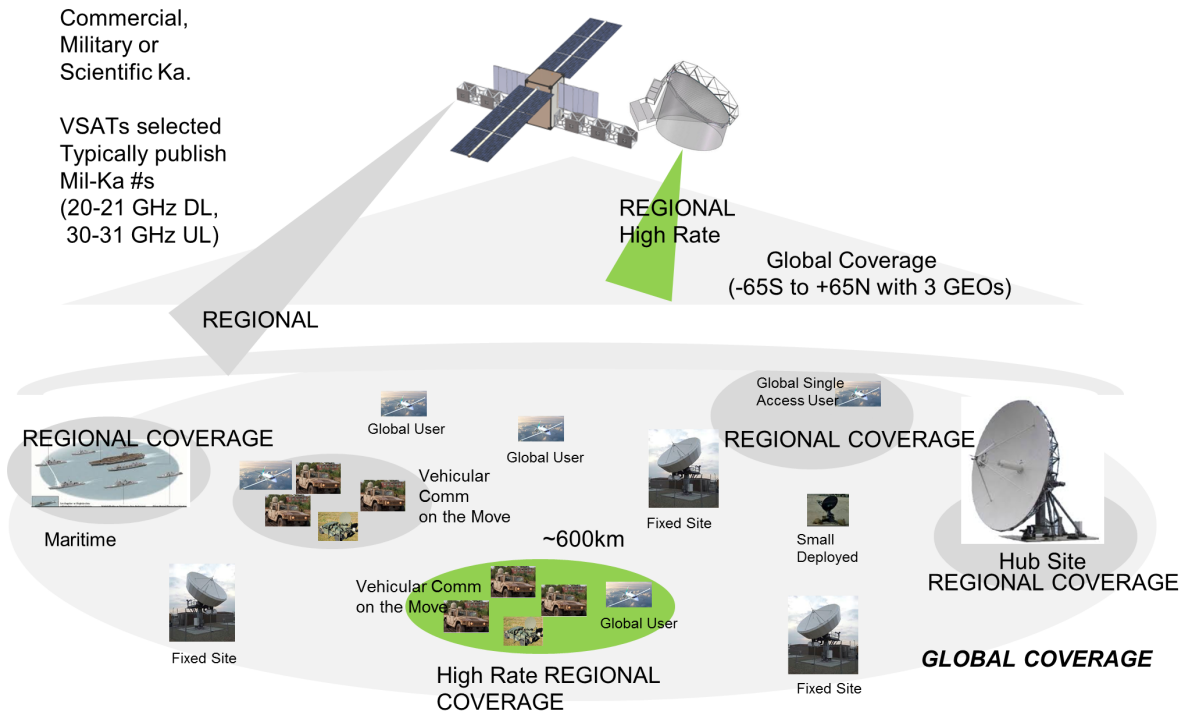 Commercial,
Military or
Scientific Ka.
VSATs selected
Typically publish
Mil-Ka #s
(20-21 GHz DL,
30-31 GHz UL)
REGIONAL
High Rate
Global Coverage
(-65S to +65N with 3 GEOs)
REGIONAL
Global Single
Access User
Global User
REGIONAL COVERAGE
REGIONAL COVERAGE
Global User
Vehicular
Comm
on the Move
Fixed Site
Maritime
~600km
Small
Deployed
Hub Site
REGIONAL COVERAGE
Vehicular Comm
on the Move
Global User
Fixed Site
High Rate REGIONAL
COVERAGE
Fixed Site
GLOBAL COVERAGE